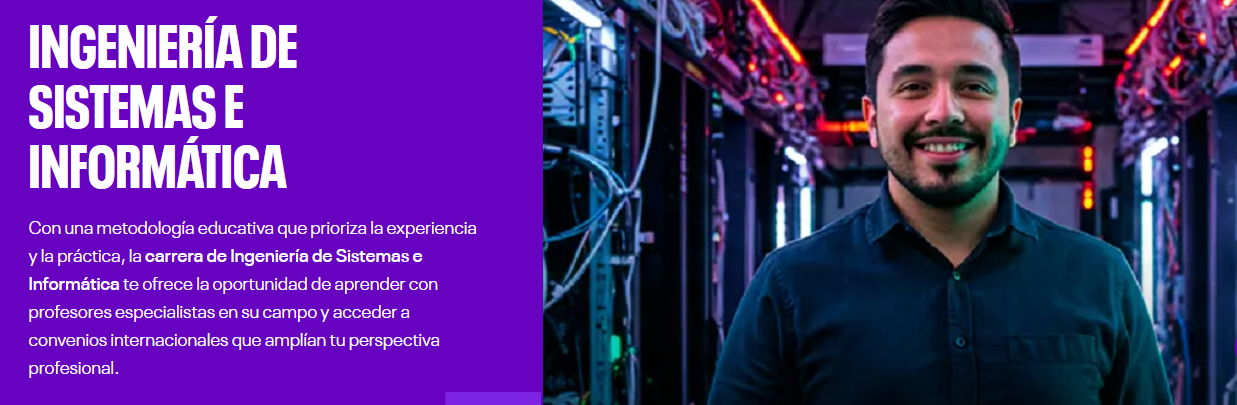 INGENIERÍA DE
SISTEMAS E
INFORMÁTICA
Con una metodología educativa que prioriza la experiencia
y la práctica, la carrera de Ingeniería de Sistemas e
Informática te ofrece la oportunidad de aprender con
profesores especialistas en su campo y acceder a
convenios internacionales que amplían tu perspectiva
profesional.